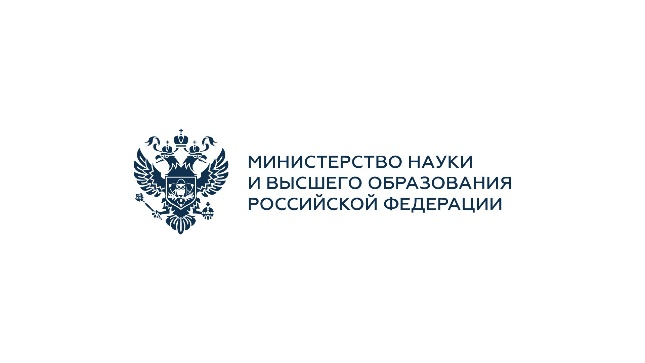 МИНИСТЕРСТВО НАУКИ
И ВЫСШЕГО ОБРАЗОВАНИЯ
РОССИЙСКОЙ ФЕДЕРАЦИИ